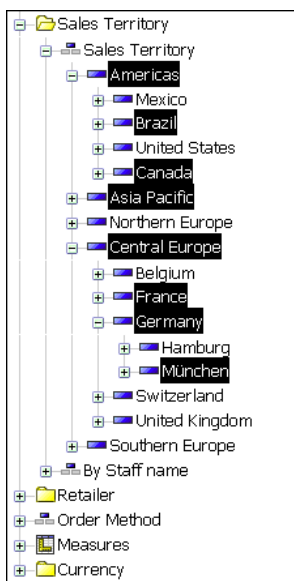 Sales Territory
Sales Territory
Americas
Mexico
Brazil
United States
Canada
Asia Pacific
Northern Europe
Central Europe
Belgium
France
Germany
Hamburg
München
Switzerland
United Kingdom
Southern Europe
By Staff name
Retailer
Order Method
Measures
Currency